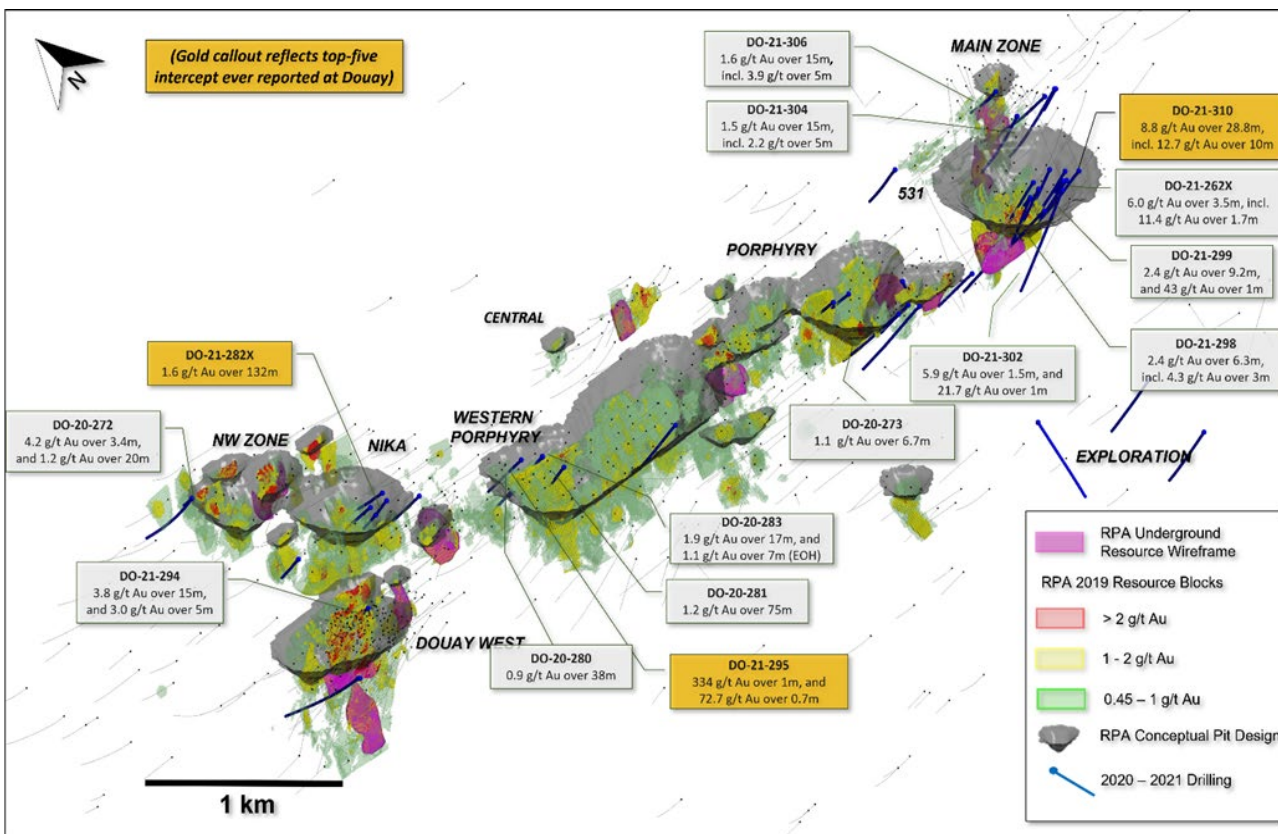 N
(Gold callout reflects top-five
intercept ever reported at Douay)
DO-21-306
1.6 g/t Au over 15m,
incl. 3.9 g/t over 5m
MAIN ZONE
DO-21-304
1.5 g/t Au over 15m,
incl. 2.2 g/t over 5m
DO-21-310
8.8 g/t Au over 28.8m,
incl. 12.7 g/t Au over 10m
531
DO-21-262X
6.0 g/t Au over 3.5m, incl.
11.4 g/t Au over 1.7m
PORPHYRY
DO-21-299
2.4 g/t Au over 9.2m,
and 43 g/t Au over 1m
CENTRAL
DO-21-298
2.4 g/t Au over 6.3m,
incl. 4.3 g/t Au over 3m
DO-21-302
5.9 g/t Au over 1.5m, and
21.7 g/t Au over 1m
DO-21-282X
1.6 g/t Au over 132m
DO-20-272
4.2 g/t Au over 3.4m,
and 1.2 g/t Au over 20m
NW ZONE
NIKA
WESTERN
PORPHYRY
DO-20-273
1.1 g/t Au over 6.7m
EXPLORATION
DO-20-283
1.9 g/t Au over 17m, and
1.1 g/t Au over 7m (EOH)
DO-21-294
3.8 g/t Au over 15m,
and 3.0 g/t Au over 5m
DO-20-281
1.2 g/t Au over 75m
DOUAY WEST
DO-20-280
0.9 g/t Au over 38m
DO-21-295
334 g/t Au over 1m, and
72.7 g/t Au over 0.7m
1 km
RPA Underground
Resource Wireframe
RPA 2019 Resource Blocks
> 2 g/t Au
1 - 2 g/t Au
0.45 – 1 g/t Au
RPA Conceptual Pit Design
2020 – 2021 Drilling